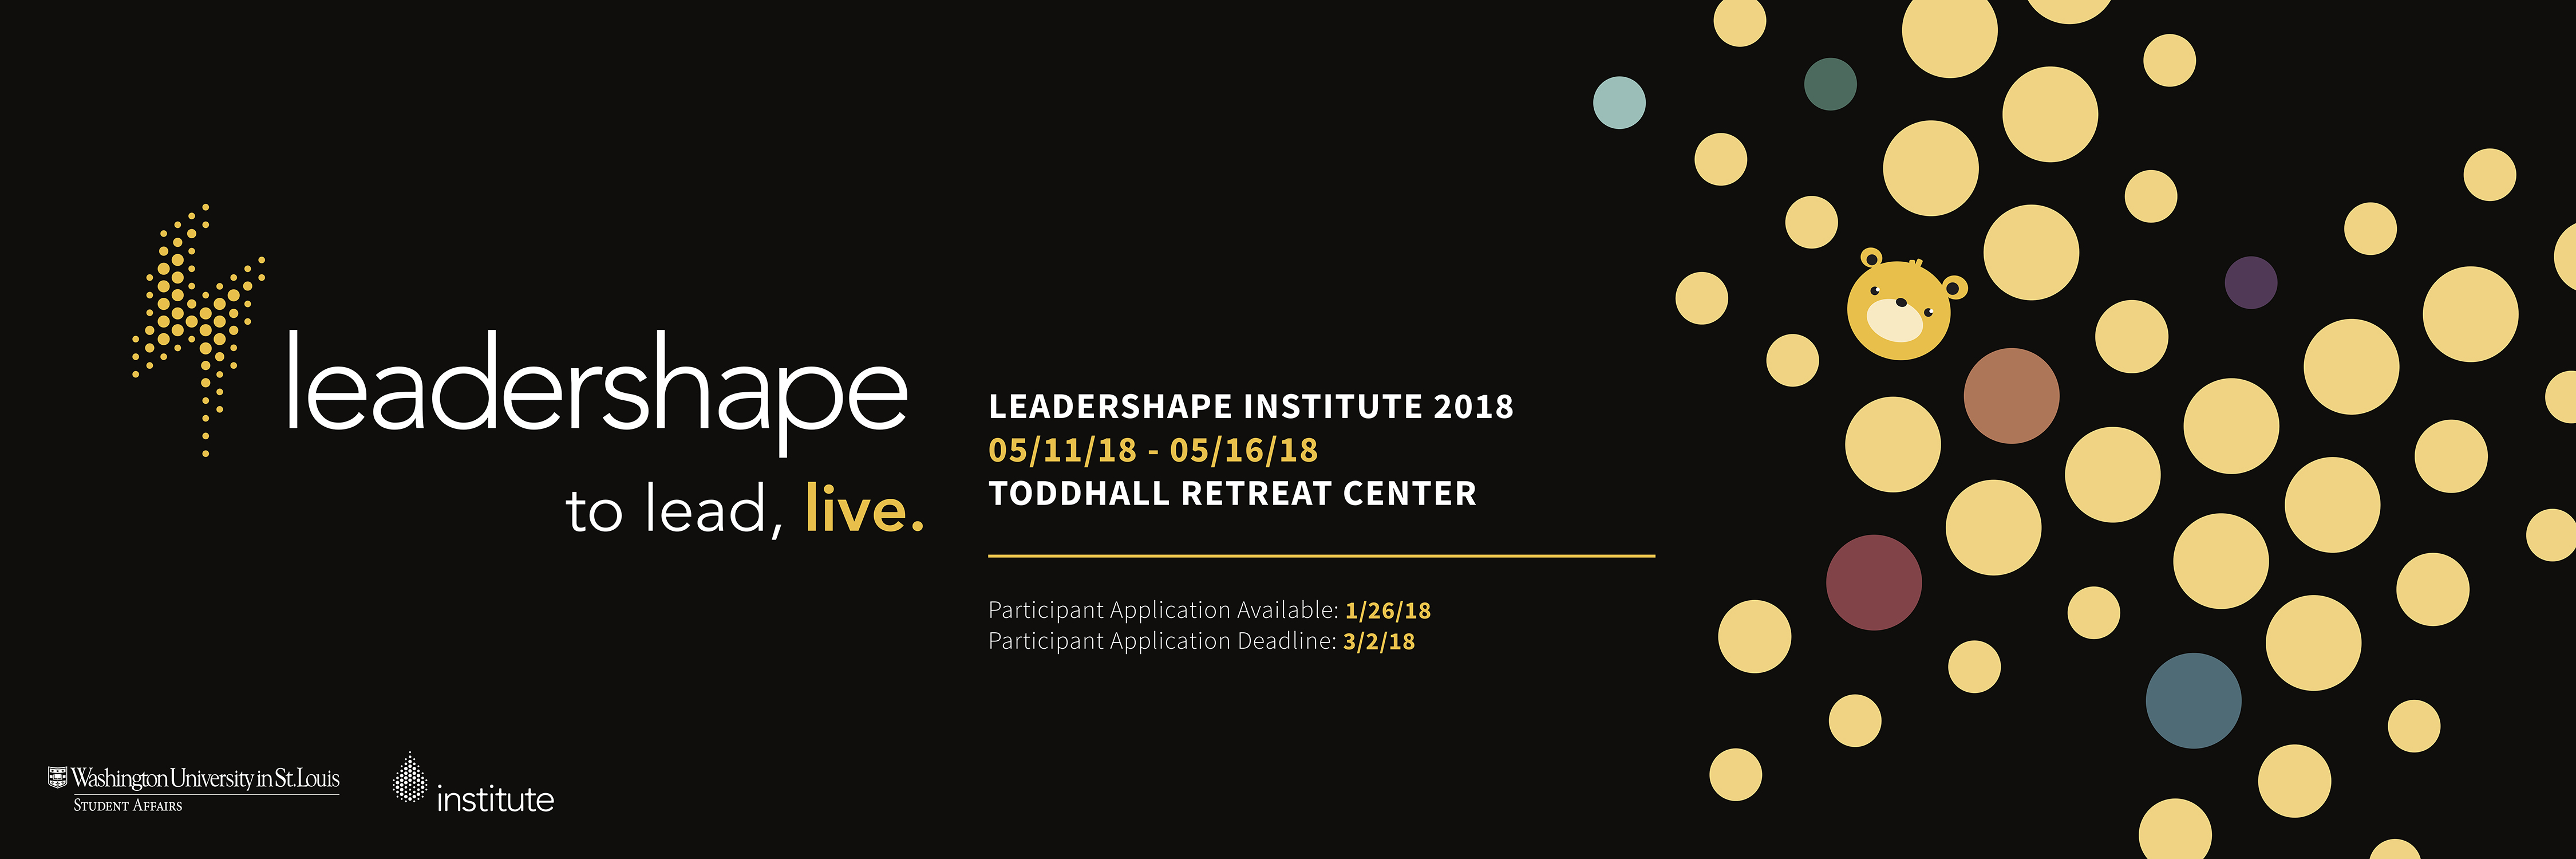 leadershape
to lead, live.
LEADERSHAPE INSTITUTE 2018
05/11/18 - 05/16/18
TODDHALL RETREAT CENTER
Participant Application Available: 1/26/18
Participant Application Deadline: 3/2/18
Washington University in St. Louis
STUDENT AFFAIRS
institute